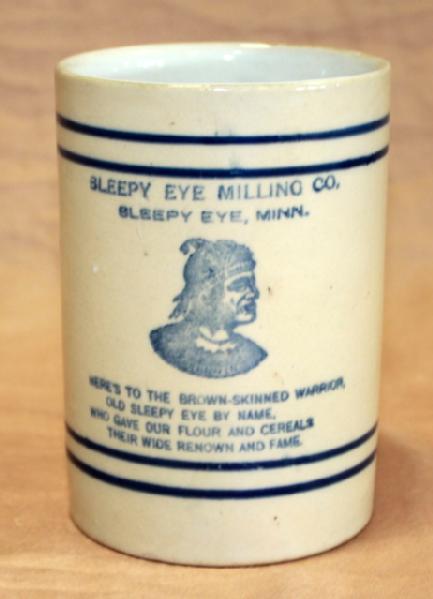 SLEEPY EYE MILLING CO.
SLEEPY EYE, MINN.
HERE'S TO THE BROWN-SKINNED WARRIOR,
OLD SLEEPY EYE BY NAME,
WHO GAVE OUR FLOUR AND CEREALS
THEIR WIDE RENOWN AND FAME.